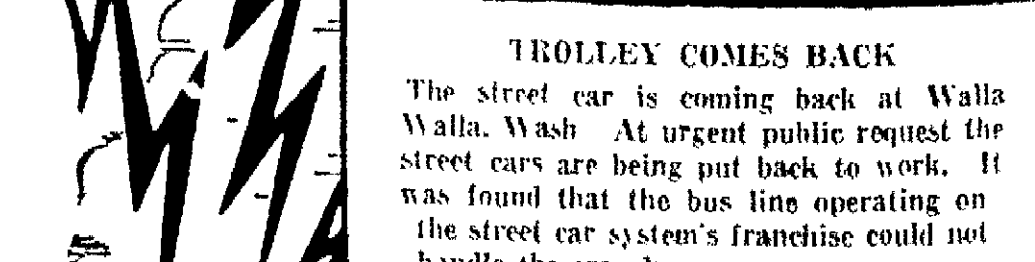 TROLLEY COMES BACK
The street car is coming back at Walla
Walla. Wash At urgent public request the
street cars are being put back to work. It
was found that the bus line operating on
the street car system's franchise could not
handle the